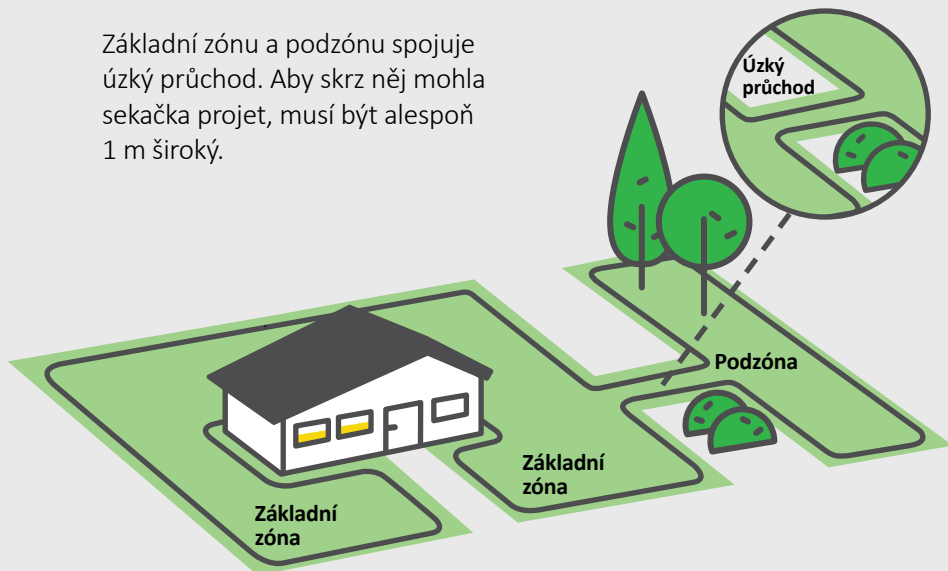 Základní zónu a podzónu spojuje
úzký průchod. Aby skrz něj mohla
sekačka projet, musí být alespoň
1 m široký.
Úzký
průchod
Podzóna
Základní
zóna
Základní
zóna